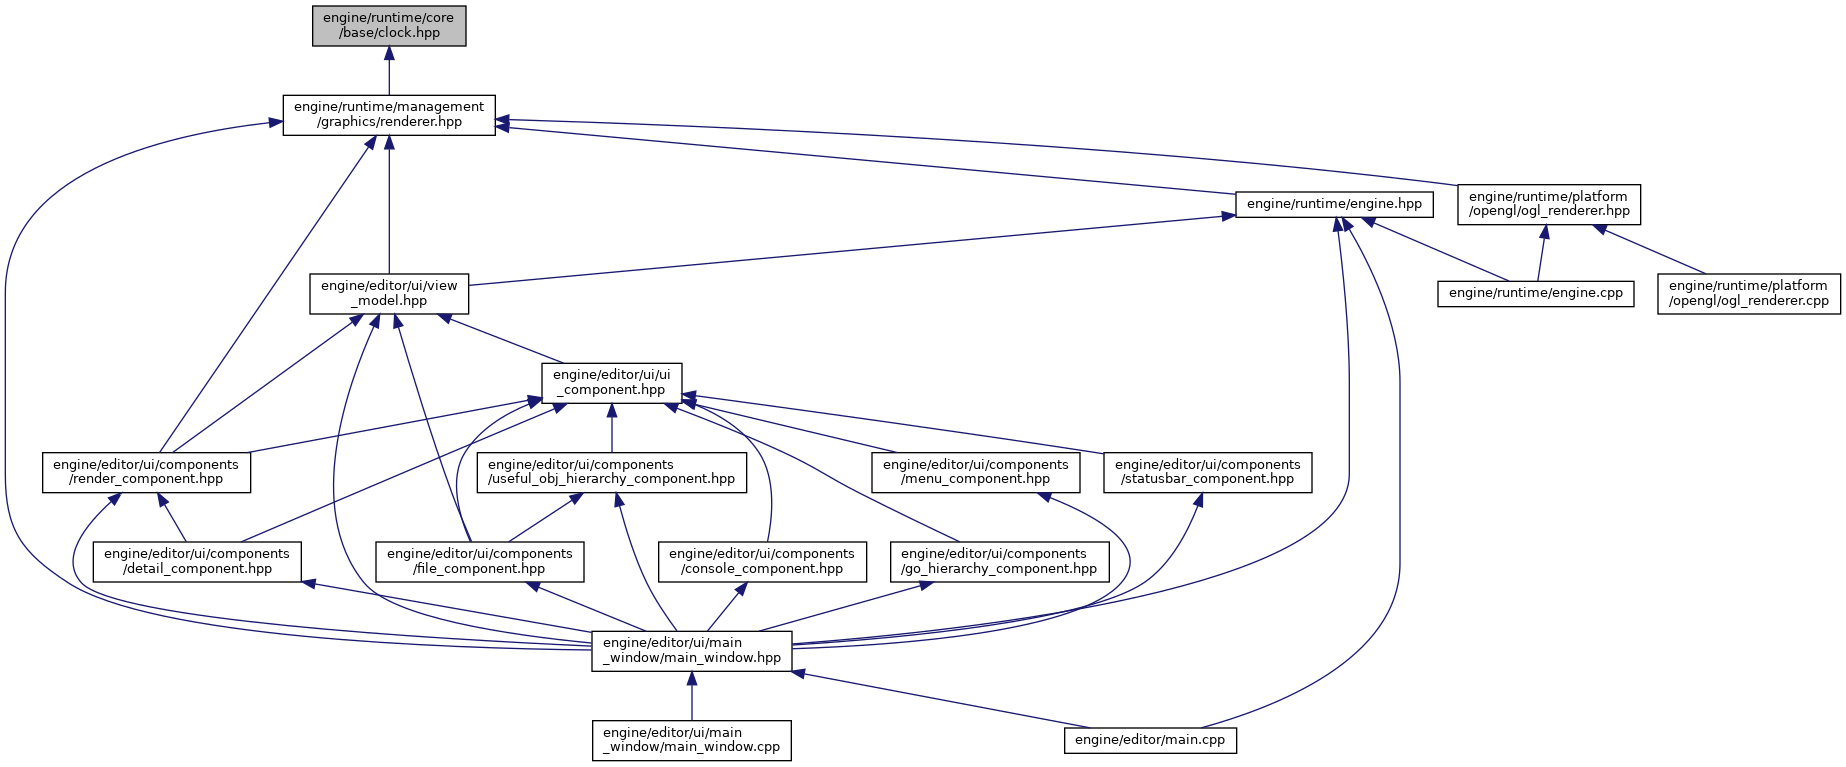 engine/runtime/core
/base/clock.hpp
engine/runtime/management
/graphics/renderer.hpp
engine/runtime/engine.hpp
engine/runtime/platform
/opengl/ogl_renderer.hpp
engine/editor/ui/view
_model.hpp
engine/runtime/engine.cpp
engine/runtime/platform
/opengl/ogl_renderer.cpp
engine/editor/ui/ui
_component.hpp
engine/editor/ui/components
/render_component.hpp
engine/editor/ui/components
/useful_obj_hierarchy_component.hpp
engine/editor/ui/components
/menu_component.hpp
engine/editor/ui/components
/statusbar_component.hpp
engine/editor/ui/components
/detail_component.hpp
engine/editor/ui/components
/file_component.hpp
engine/editor/ui/components
/console_component.hpp
engine/editor/ui/components
/go_hierarchy_component.hpp
engine/editor/ui/main
_window/main_window.hpp
engine/editor/ui/main
_window/main_window.cpp
engine/editor/main.cpp